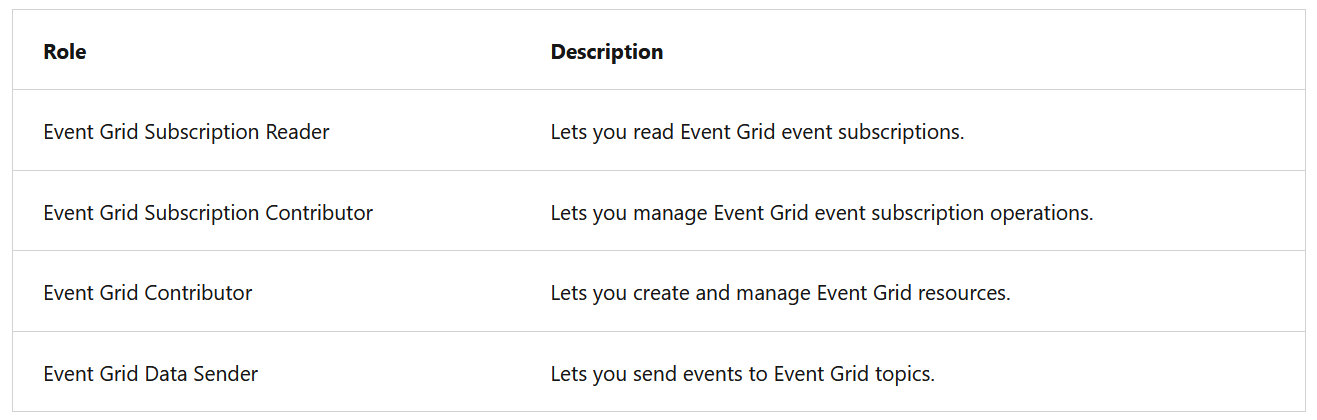 Role Description
Event Grid Subscription Reader Lets you read Event Grid event subscriptions.
Event Grid Subscription Contributor Lets you manage Event Grid event subscription operations.
Event Grid Contributor Lets you create and manage Event Grid resources.
Event Grid Data Sender Lets you send events to Event Grid topics.